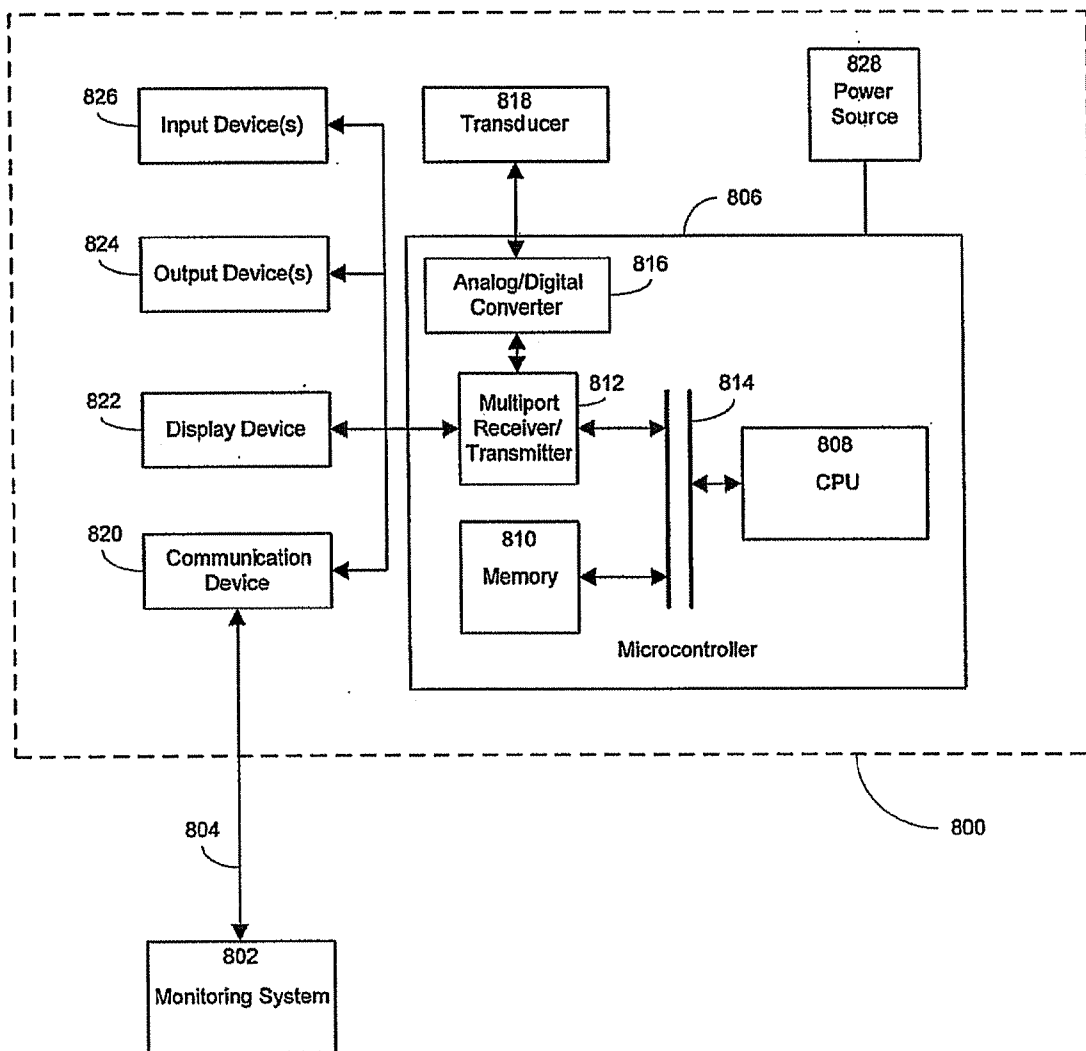 828
Power
Source
826
Input Device(s)
818
Transducer
806
824
Output Device(s)
Analog/Digital
Converter
816
822
Display Device
Multiport
Receiver/
Transmitter
812
814
808
CPU
820
Communication
Device
810
Memory
Microcontroller
804
800
802
Monitoring System